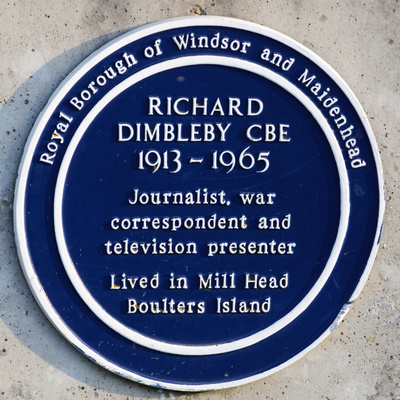 Royal Borough of Windsor and Maidenhead
RICHARD
DIMBLEBY CBE
1913 - 1965
Journalist, war
correspondent and
television presenter
Lived in Mill Head
Boulters Island